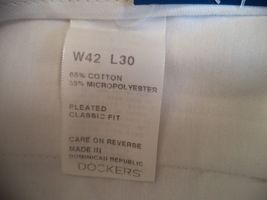 W42 L30
65% COTTON
35% MICROPOLYESTER
PLEATED
CLASSIC FIT
CARE ON REVERSE
MADE IN
DOMINICAN REPUBLIC
DOCKERS